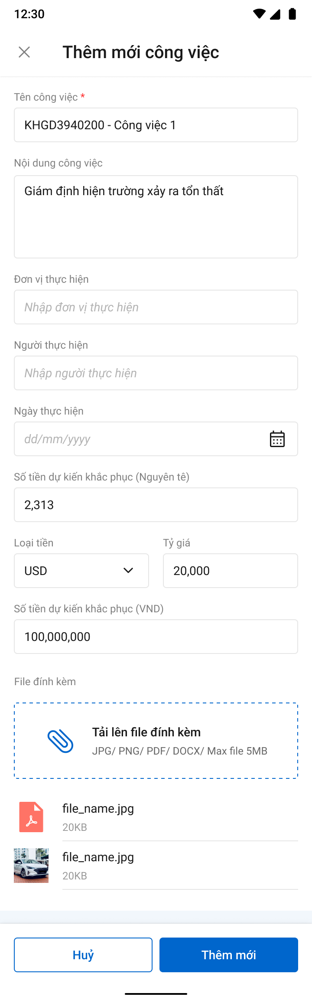 12:30
Thêm mới công việc
Tên công việc *
KHGD3940200 - Công việc 1
Nội dung công việc
Giám định hiện trường xảy ra tổn thất
Đơn vị thực hiện
Nhập đơn vị thực hiện
Người thực hiện
Nhập người thực hiện
Ngày thực hiện
dd/mm/yyyy
Số tiền dự kiến khắc phục (Nguyên tê)
2,313
Loại tiền
Tỷ giá
USD
20,000
Số tiền dự kiến khắc phục (VND)
100,000,000
File đính kèm
Tải lên file đính kèm
JPG/ PNG/ PDF/ DOCX/ Max file 5MB
file_name.jpg
20KB
file_name.jpg
20KB
Huỷ
Thêm mới